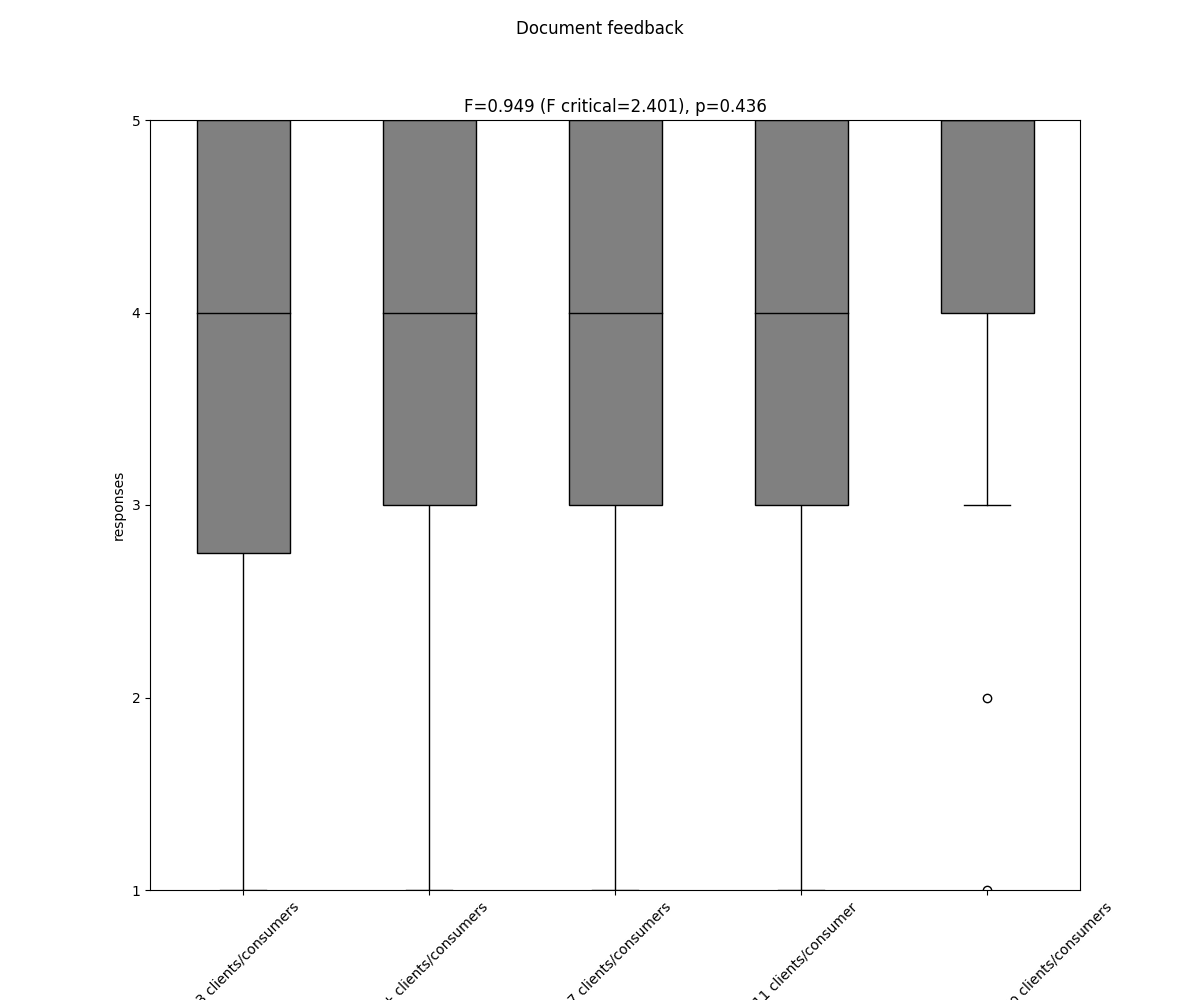 Document feedback
F=0.949 (F critical=2.401), p=0.436
5
4
3
2
1
responses
3 clients/consumers
clients/consumers
7 clients/consumers
11 clients/consumer
clients/consumers